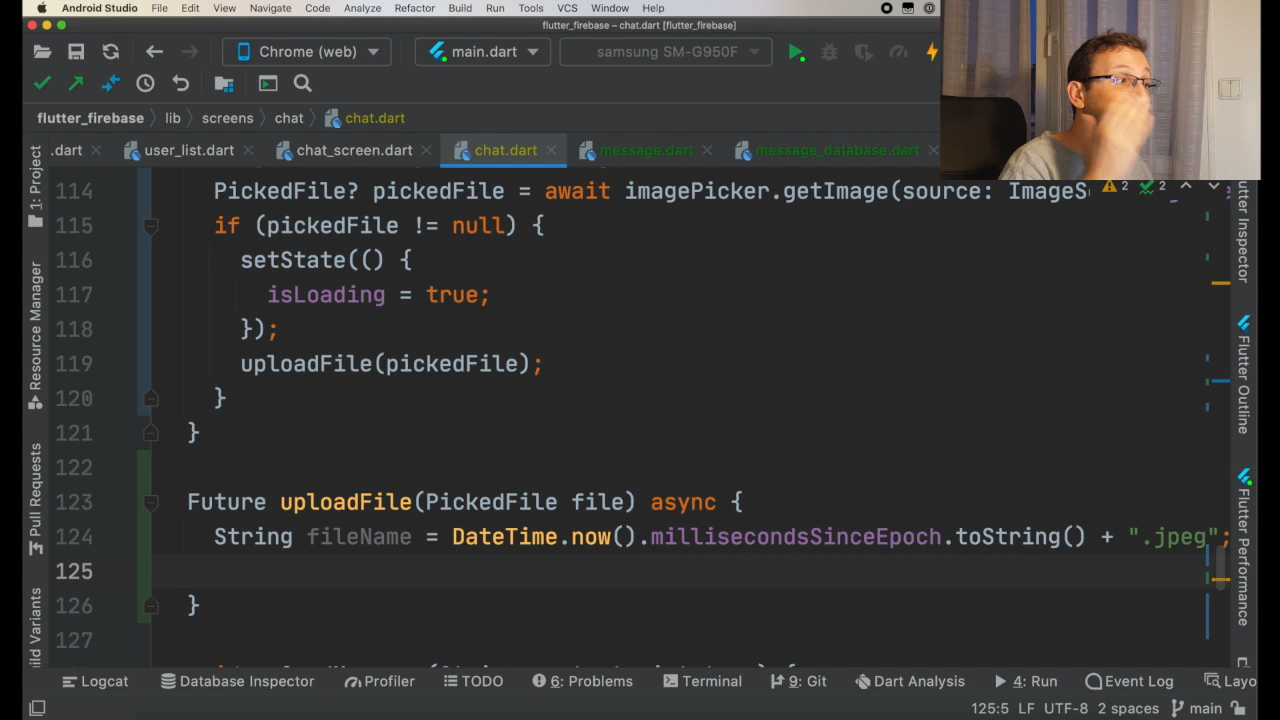 Android Studio File Edit View Navigate Code Analyze Refactor Build Run Tools VCS Window Help
flutter_firebase – chat.dart [flutter_firebase]
Chrome (web) main.dart samsung SM-G950F
flutter_firebase lib screens chat chat.dart
.dart user_list.dart chat_screen.dart chat.dart message.dart message_database.dart
2 2
114 PickedFile? pickedFile = await imagePicker.getImage(source: ImageS
115 if (pickedFile != null) {
116 setState(() {
117 isLoading = true;
118 });
119 uploadFile(pickedFile);
120 }
121 }
122
123 Future uploadFile(PickedFile file) async {
124 String fileName = DateTime.now().millisecondsSinceEpoch.toString() + ".jpeg";
125
126 }
127
1: Project
Resource Manager
Pull Requests
ild Variants
utter Inspector
Flutter Outline
Flutter Performance
Logcat Database Inspector Profiler TODO 6: Problems Terminal 9: Git Dart Analysis 4: Run Event Log Layo
125:5 LF UTF-8 2 spaces main